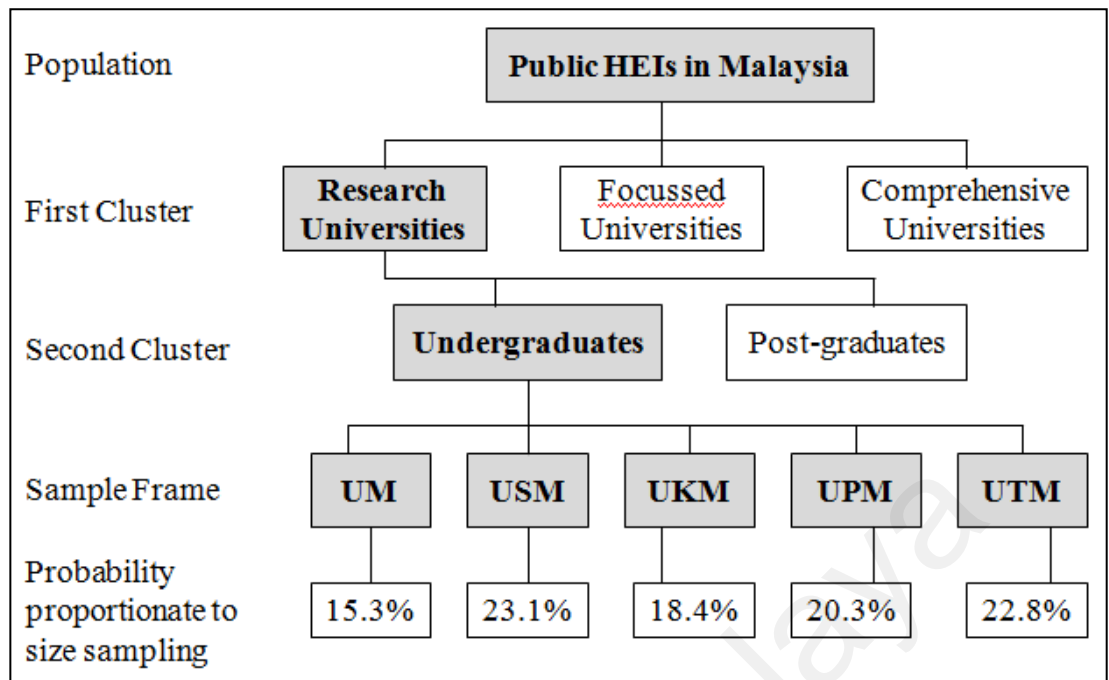 Population
Public HEIs in Malaysia
First Cluster
Research
Universities
Focussed
Universities
Comprehensive
Universities
Second Cluster
Undergraduates
Post-graduates
Sample Frame
UM
USM
UKM
UPM
UTM
Probability
proportionate to
size sampling
15.3%
23.1%
18.4%
20.3%
22.8%
laya